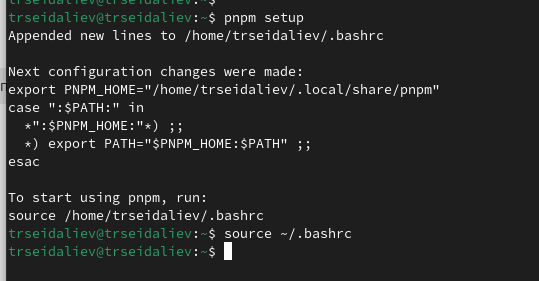 trseidaliev@trseidaliev:~$
trseidaliev@trseidaliev:~$ pnpm setup
Appended new lines to /home/trseidaliev/.bashrc

Next configuration changes were made:
export PNPM_HOME="/home/trseidaliev/.local/share/pnpm"
case ":$PATH:" in
  *":$PNPM_HOME:"*) ;;
  *) export PATH="$PNPM_HOME:$PATH" ;;
esac

To start using pnpm, run:
source /home/trseidaliev/.bashrc
trseidaliev@trseidaliev:~$ source ~/.bashrc
trseidaliev@trseidaliev:~$